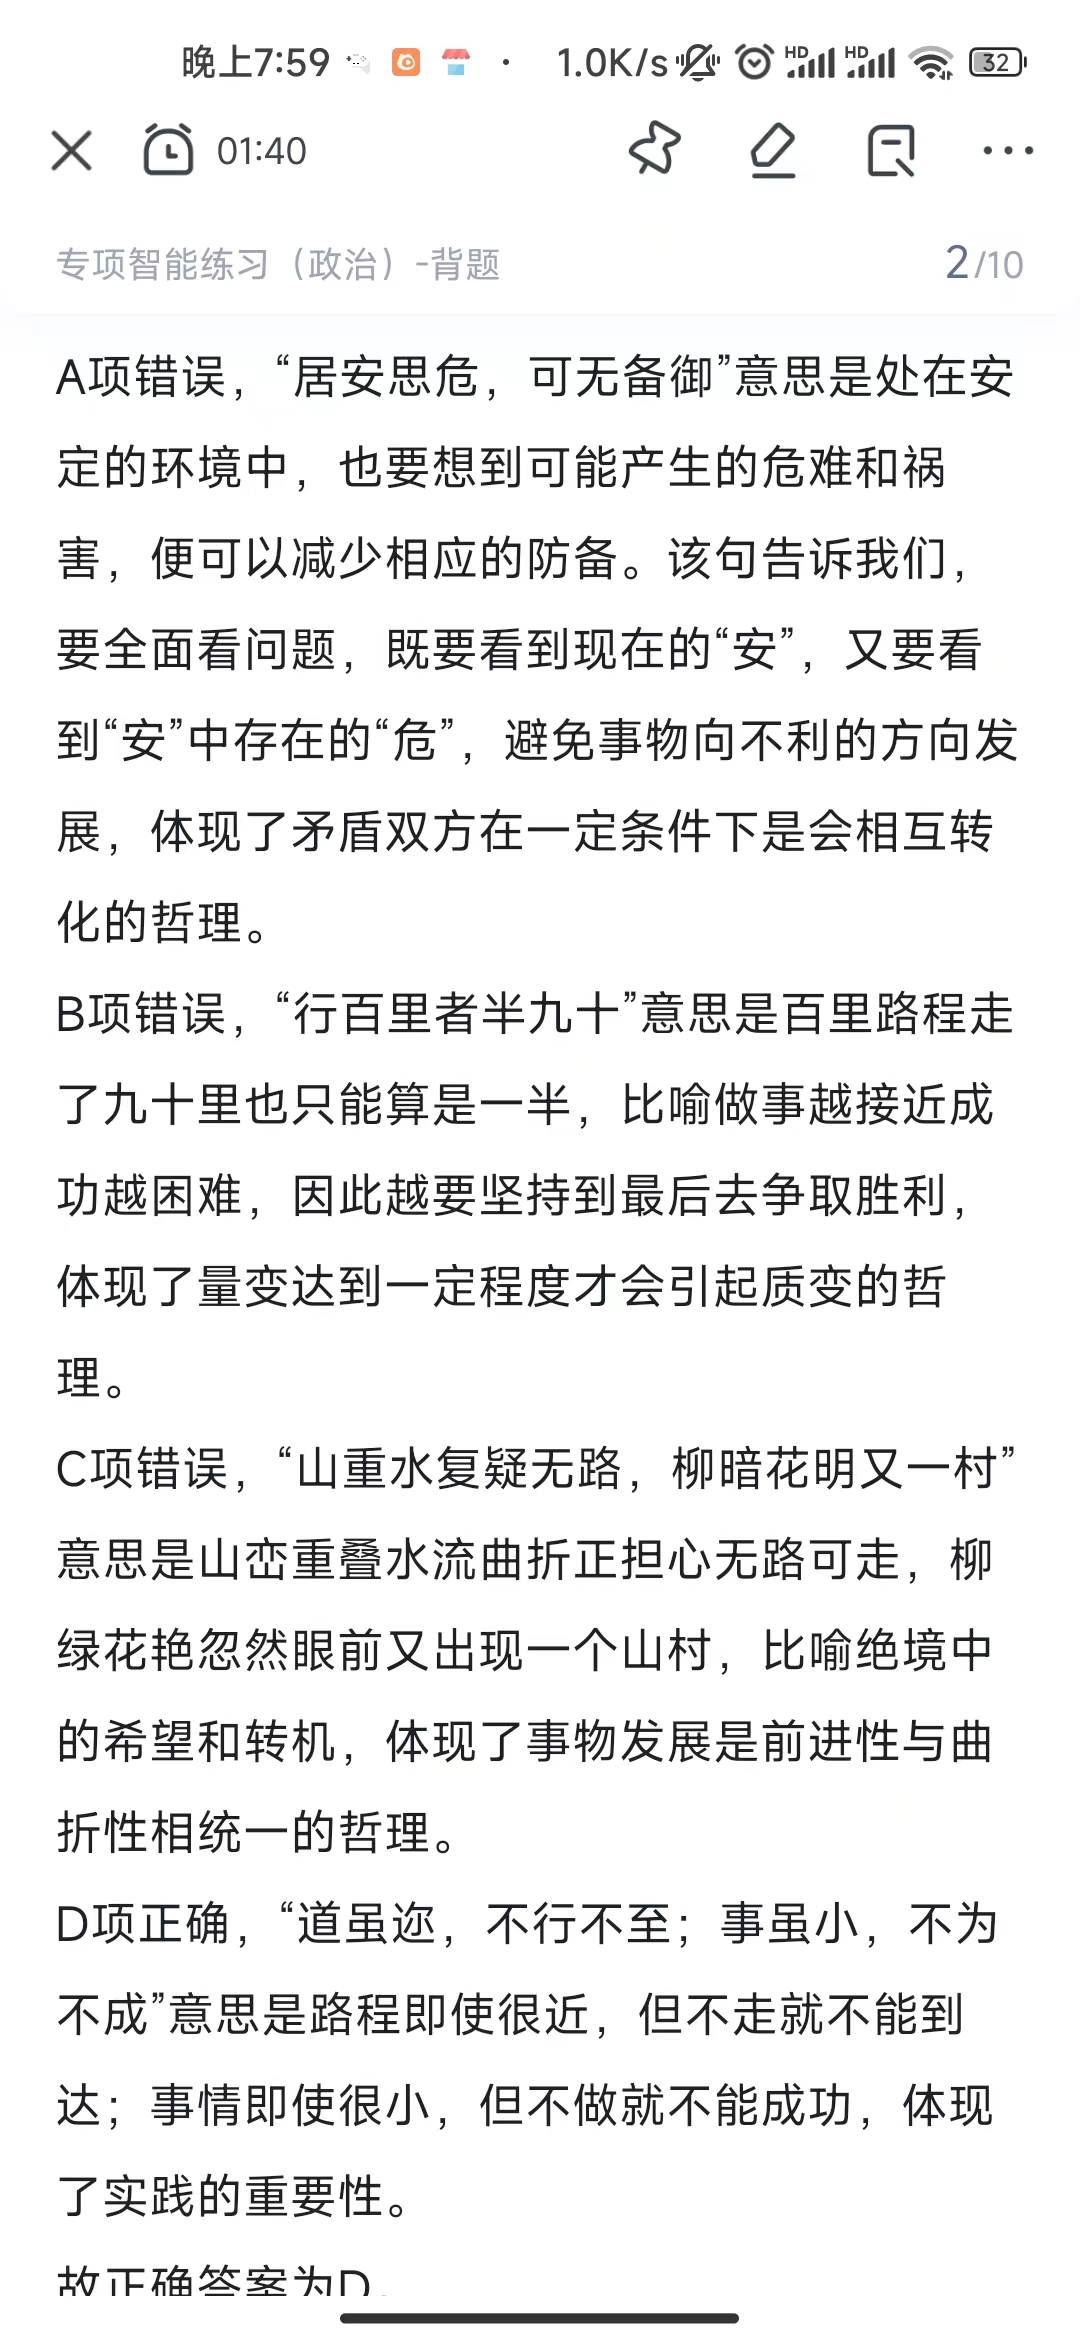 晚上7:59 · 1.0K/s HD HD 32
01:40
专项智能练习（政治）-背题 2/10
A项错误，“居安思危，可无备御”意思是处在安
定的环境中，也要想到可能产生的危难和祸
害，便可以减少相应的防备。该句告诉我们，
要全面看问题，既要看到现在的“安”，又要看
到“安”中存在的“危”，避免事物向不利的方向发
展，体现了矛盾双方在一定条件下是会相互转
化的哲理。
B项错误，“行百里者半九十”意思是百里路程走
了九十里也只能算是一半，比喻做事越接近成
功越困难，因此越要坚持到最后去争取胜利，
体现了量变达到一定程度才会引起质变的哲
理。
C项错误，“山重水复疑无路，柳暗花明又一村”
意思是山峦重叠水流曲折正担心无路可走，柳
绿花艳忽然眼前又出现一个山村，比喻绝境中
的希望和转机，体现了事物发展是前进性与曲
折性相统一的哲理。
D项正确，“道虽迩，不行不至；事虽小，不为
不成”意思是路程即使很近，但不走就不能到
达；事情即使很小，但不做就不能成功，体现
了实践的重要性。
故正确答案为D。